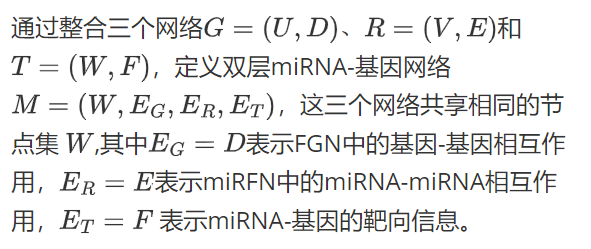 通过整合三个网络G = (U, D)、R = (V, E)和
T = (W, F)，定义双层miRNA-基因网络
M = (W, E_G, E_R, E_T)，这三个网络共享相同的节
点集 W,其中E_G = D表示FGN中的基因-基因相互作
用，E_R = E表示miRFN中的miRNA-miRNA相互作
用，E_T = F 表示miRNA-基因的靶向信息。